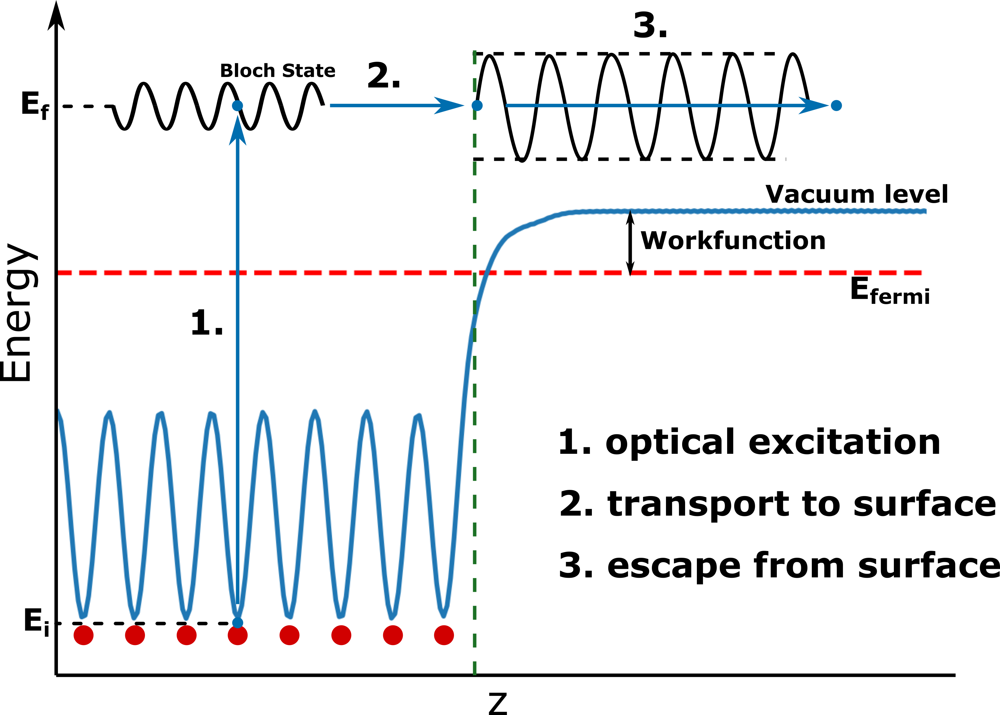 3.
Bloch State
2.
Ef
Vacuum level
Workfunction
Efermi
1.
Energy
1. optical excitation
2. transport to surface
3. escape from surface
Ei
z